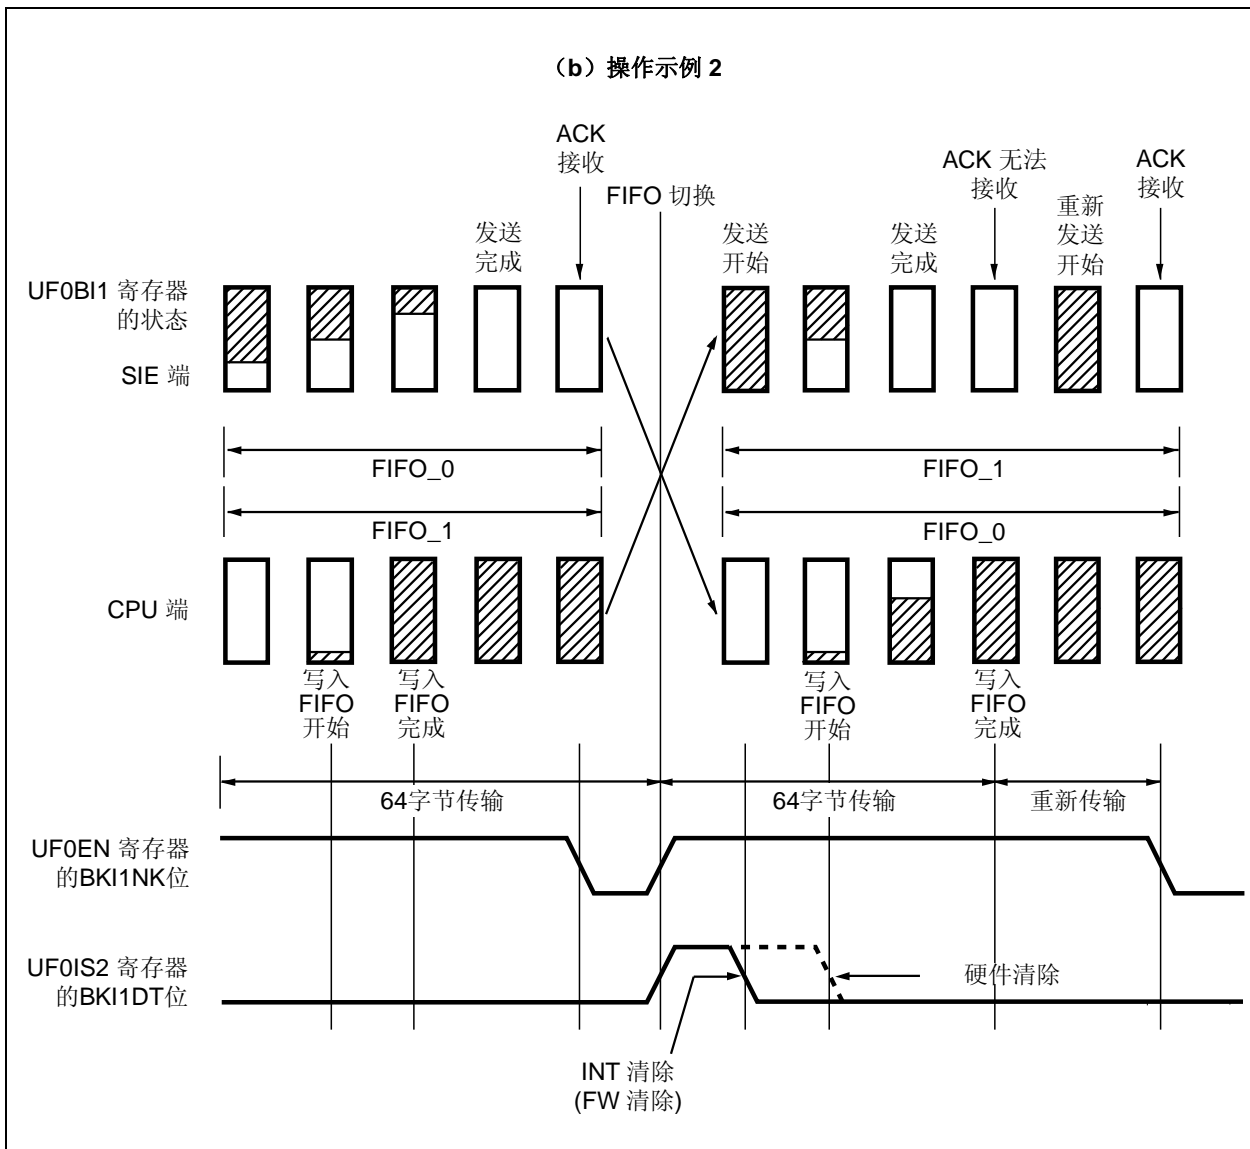 （b）操作示例 2
ACK
接收
FIFO 切换
ACK 无法
接收
ACK
接收
发送
完成
发送
开始
发送
完成
重新
发送
开始
UF0BI1 寄存器
的状态
SIE 端
FIFO_0
FIFO_1
FIFO_1
FIFO_0
CPU 端
写入
FIFO
开始
写入
FIFO
完成
写入
FIFO
开始
写入
FIFO
完成
64字节传输
64字节传输
重新传输
UF0EN 寄存器
的BKI1NK位
UF0IS2 寄存器
的BKI1DT位
硬件清除
INT 清除
(FW 清除)